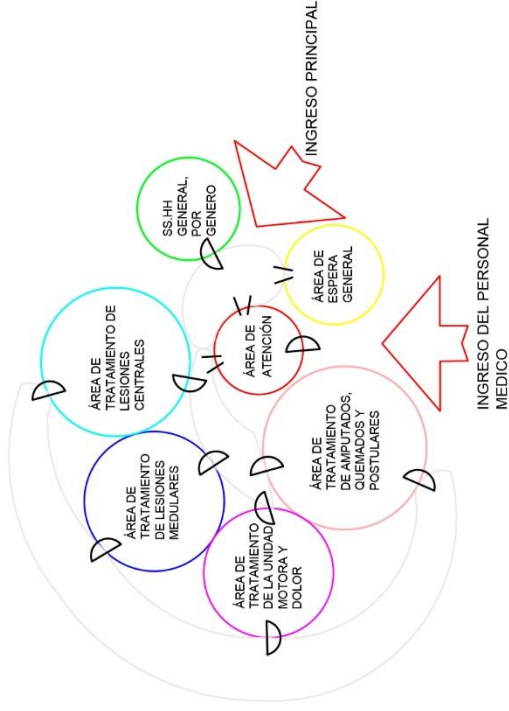 INGRESO PRINCIPAL
SS.HH
GENERAL,
POR
GENERO
ÁREA DE
ESPERA
GENERAL
ÁREA DE
ATENCIÓN
ÁREA DE
TRATAMIENTO DE
LESIONES
CENTRALES
ÁREA DE
TRATAMIENTO
DE LESIONES
MEDULARES
ÁREA DE
TRATAMIENTO
DE LA UNIDAD
MOTORA Y
DOLOR
ÁREA DE
TRATAMIENTO
DE AMPUTADOS,
QUEMADOS Y
POSTULARES
INGRESO DEL PERSONAL
MEDICO